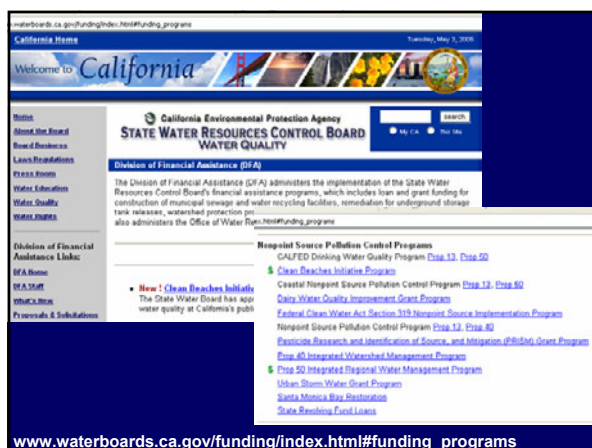 w.waterboards.ca.gov/funding/index.html#funding_programs
California Home
Tuesday, May 3, 2005
Welcome to California
Home
About the Board
Board Business
Laws/Regulations
Press Room
Water Education
Water Quality
Water Rights
Division of Financial
Assistance Links:
DFA Home
DFA Staff
What's New
Proposals & Solicitations
California Environmental Protection Agency
STATE WATER RESOURCES CONTROL BOARD
WATER QUALITY
search
My CA
This Site
Division of Financial Assistance (DFA)
The Division of Financial Assistance (DFA) administers the implementation of the State Water
Resources Control Board's financial assistance programs, which includes loan and grant funding for
construction of municipal sewage and water recycling facilities, remediation for underground storage
tank releases, watershed protection pro
also administers the Office of Water Re
New ! Clean Beaches Initiativ
The State Water Board has app
water quality at California's publi
ex.html#funding_programs
Nonpoint Source Pollution Control Programs
CALFED Drinking Water Quality Program Prop 13, Prop 50
$ Clean Beaches Initiative Program
Coastal Nonpoint Source Pollution Control Program Prop 13, Prop 50
Dairy Water Quality Improvement Grant Program
Federal Clean Water Act Section 319 Nonpoint Source Implementation Program
Nonpoint Source Pollution Control Program Prop 13, Prop 40
Pesticide Research and Identification of Source, and Mitigation (PRISM) Grant Program
Prop 40 Integrated Watershed Management Program
$ Prop 50 Integrated Regional Water Management Program
Urban Storm Water Grant Program
Santa Monica Bay Restoration
State Revolving Fund Loans
www.waterboards.ca.gov/funding/index.html#funding_programs